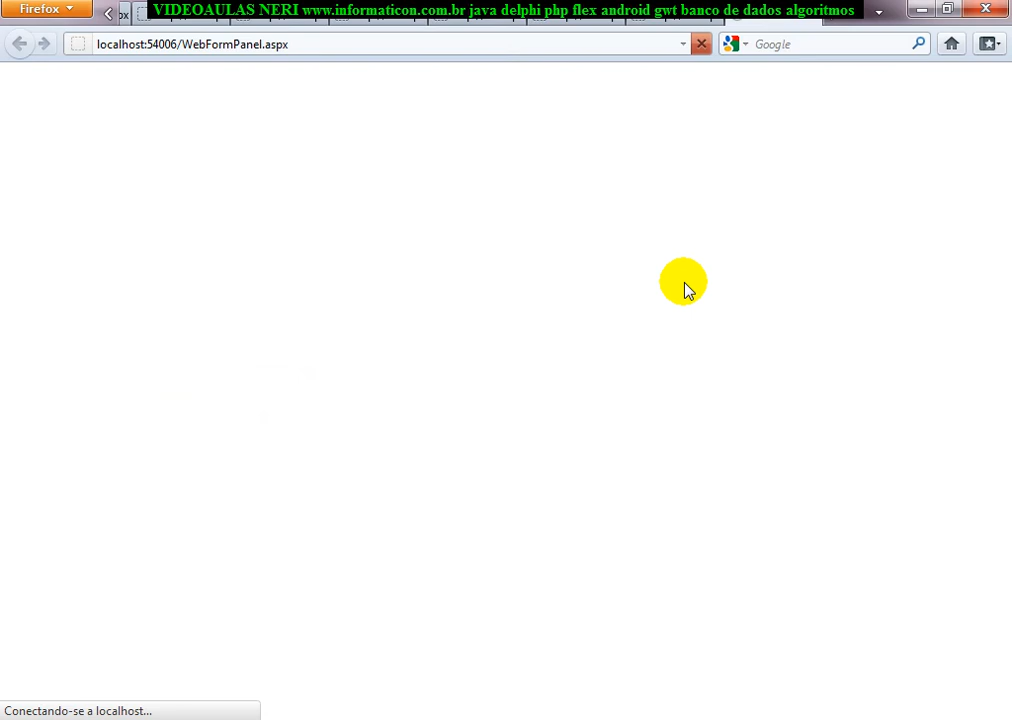 VIDEOAULAS NERI www.informaticon.com.br java delphi php flex android gwt banco de dados algoritmos
Firefox
px
localhost:54006/WebFormPanel.aspx
Google
Conectando-se a localhost...